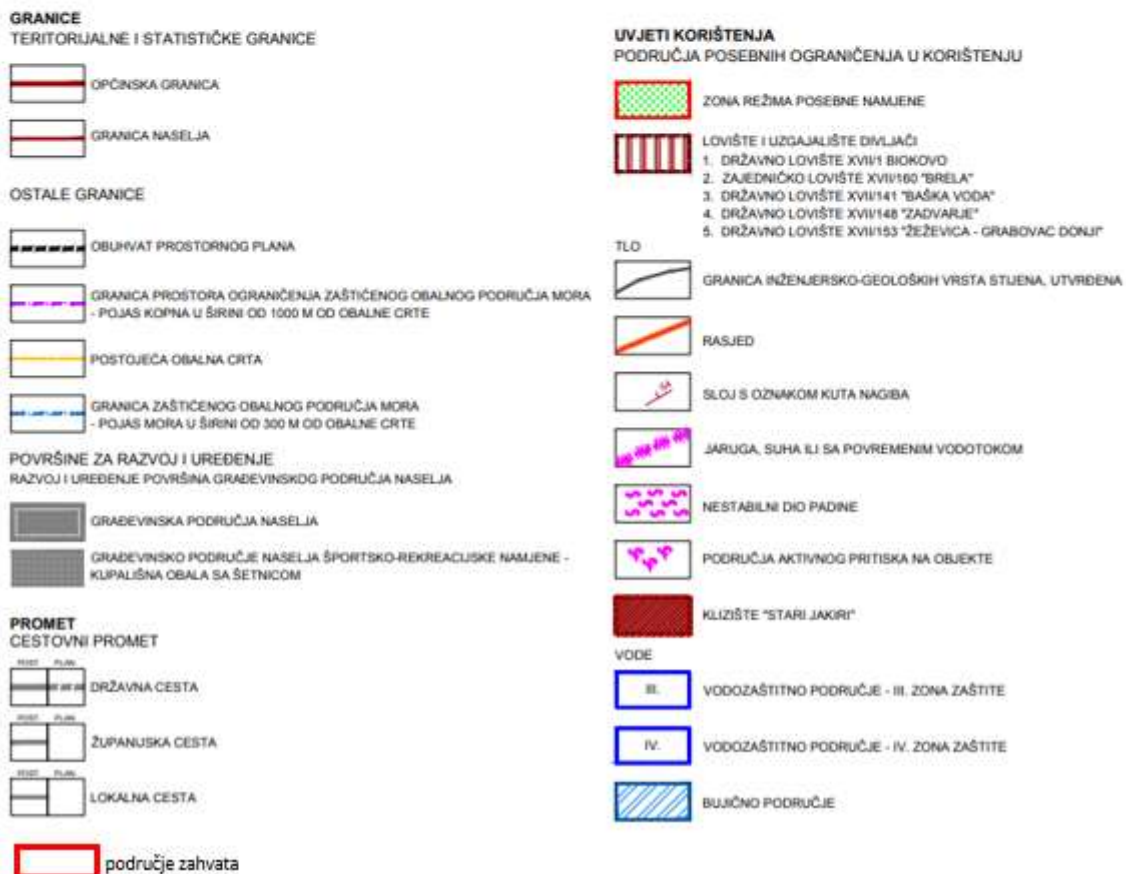 GRANICE
TERITORIJALNE I STATISTIČKE GRANICE
OPĆINSKA GRANICA
GRANICA NASELJA
OSTALE GRANICE
OBUHVAT PROSTORNOG PLANA
GRANICA PROSTORA OGRANIČENJA ZAŠTIĆENOG OBALNOG PODRUČJA MORA
- POJAS KOPNA U ŠIRINI OD 1000 M OD OBALNE CRTE
POSTOJEĆA OBALNA CRTA
GRANICA ZAŠTIĆENOG OBALNOG PODRUČJA MORA
- POJAS MORA U ŠIRINI OD 300 M OD OBALNE CRTE
POVRŠINE ZA RAZVOJ I UREĐENJE
RAZVOJ I UREĐENJE POVRŠINA GRAĐEVINSKOG PODRUČJA NASELJA
GRAĐEVINSKA PODRUČJA NASELJA
GRAĐEVINSKO PODRUČJE NASELJA ŠPORTSKO-REKREACIJSKE NAMJENE -
KUPALIŠNA OBALA SA ŠETNICOM
PROMET
CESTOVNI PROMET
POST. PLAN.
DRŽAVNA CESTA
POST. PLAN.
ŽUPANIJSKA CESTA
POST. PLAN.
LOKALNA CESTA
područje zahvata
UVJETI KORIŠTENJA
PODRUČJA POSEBNIH OGRANIČENJA U KORIŠTENJU
ZONA REŽIMA POSEBNE NAMJENE
LOVIŠTE I UZGAJALIŠTE DIVLJAČI
1. DRŽAVNO LOVIŠTE XVII/1 BIOKOVO
2. ZAJEDNIČKO LOVIŠTE XVII/160 "BRELA"
3. DRŽAVNO LOVIŠTE XVII/141 "BAŠKA VODA"
4. DRŽAVNO LOVIŠTE XVII/148 "ZADVARJE"
5. DRŽAVNO LOVIŠTE XVII/153 "ŽEŽEVICA - GRABOVAC DONJI"
TLO
GRANICA INŽENJERSKO-GEOLOŠKIH VRSTA STIJENA, UTVRĐENA
RASJED
54
SLOJ S OZNAKOM KUTA NAGIBA
JARUGA, SUHA ILI SA POVREMENIM VODOTOKOM
NESTABILNI DIO PADINE
PODRUČJA AKTIVNOG PRITISKA NA OBJEKTE
KLIZIŠTE "STARI JAKIRI"
VODE
III. VODOZAŠTITNO PODRUČJE - III. ZONA ZAŠTITE
IV. VODOZAŠTITNO PODRUČJE - IV. ZONA ZAŠTITE
BUJIČNO PODRUČJE